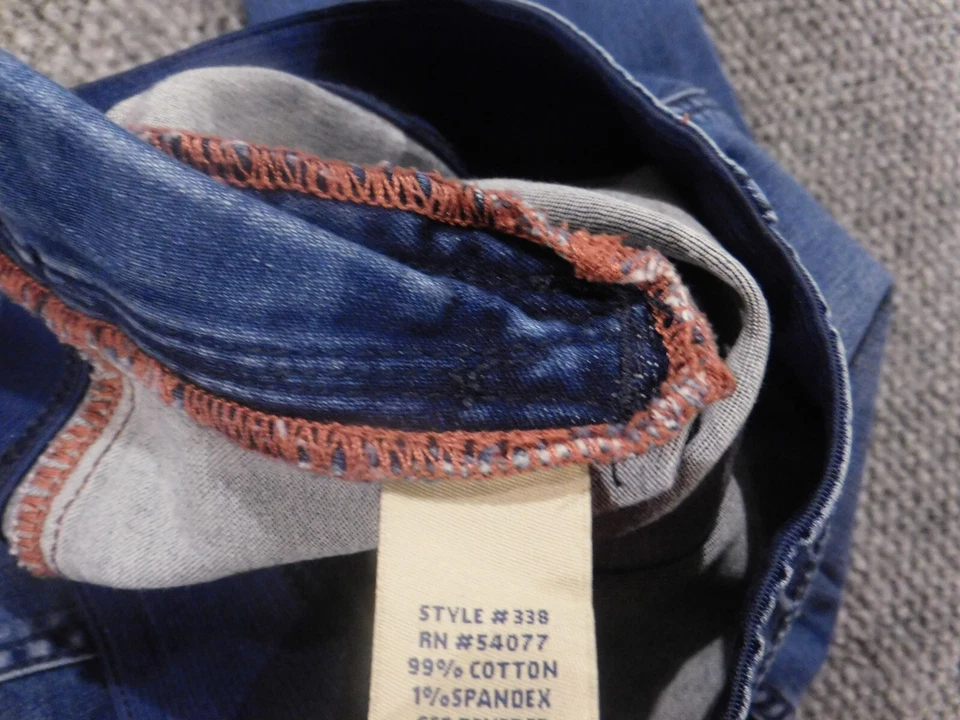 STYLE #338
RN #54077
99% COTTON
1%SPANDEX